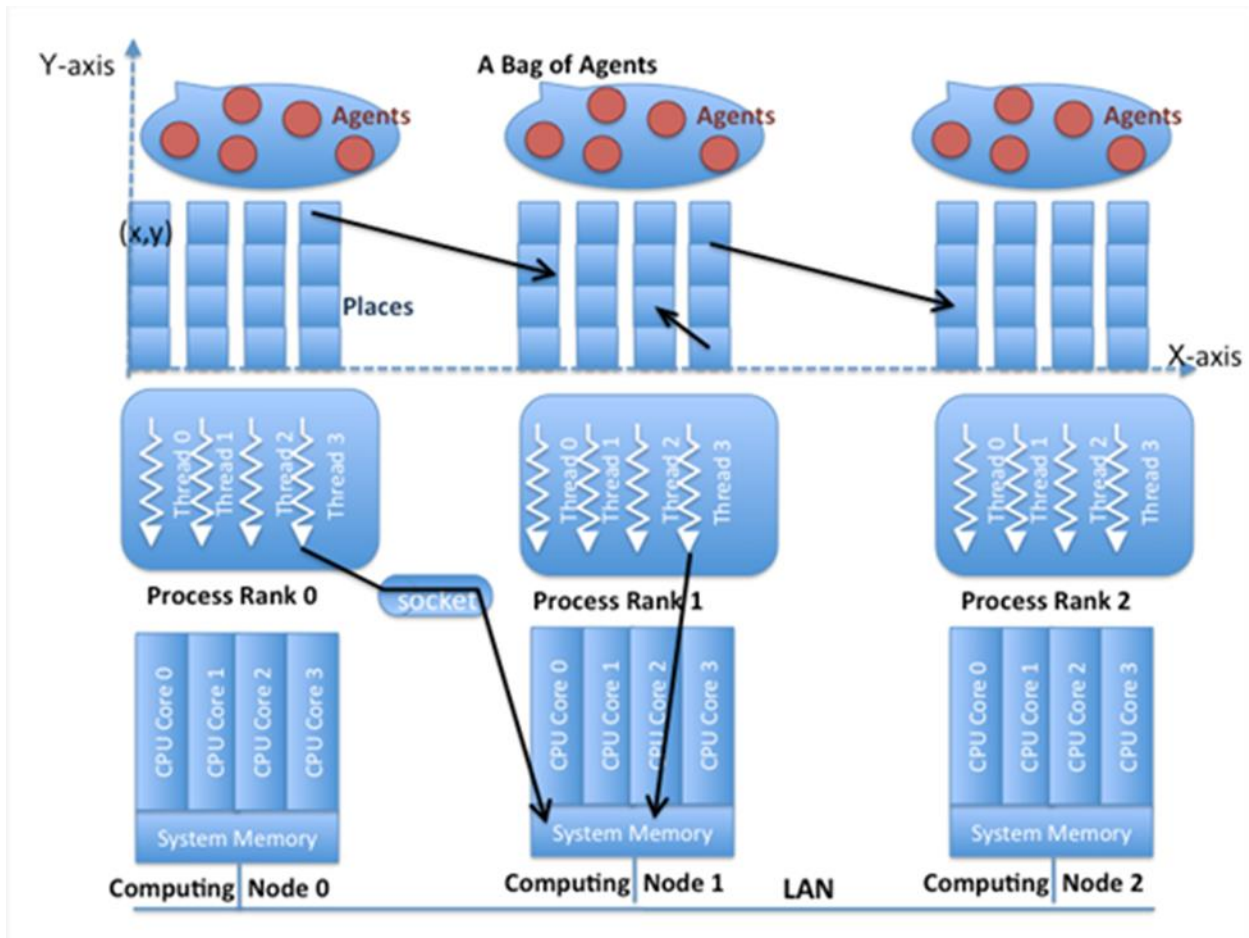 Y-axis
A Bag of Agents
Agents
Agents
Agents
(x,y)
Places
X-axis
Thread 0
Thread 1
Thread 2
Thread 3
Thread 0
Thread 1
Thread 2
Thread 3
Thread 0
Thread 1
Thread 2
Thread 3
Process Rank 0
socket
Process Rank 1
Process Rank 2
CPU Core 0
CPU Core 1
CPU Core 2
CPU Core 3
CPU Core 0
CPU Core 1
CPU Core 2
CPU Core 3
CPU Core 0
CPU Core 1
CPU Core 2
CPU Core 3
System Memory
System Memory
System Memory
Computing Node 0
Computing Node 1
LAN
Computing Node 2